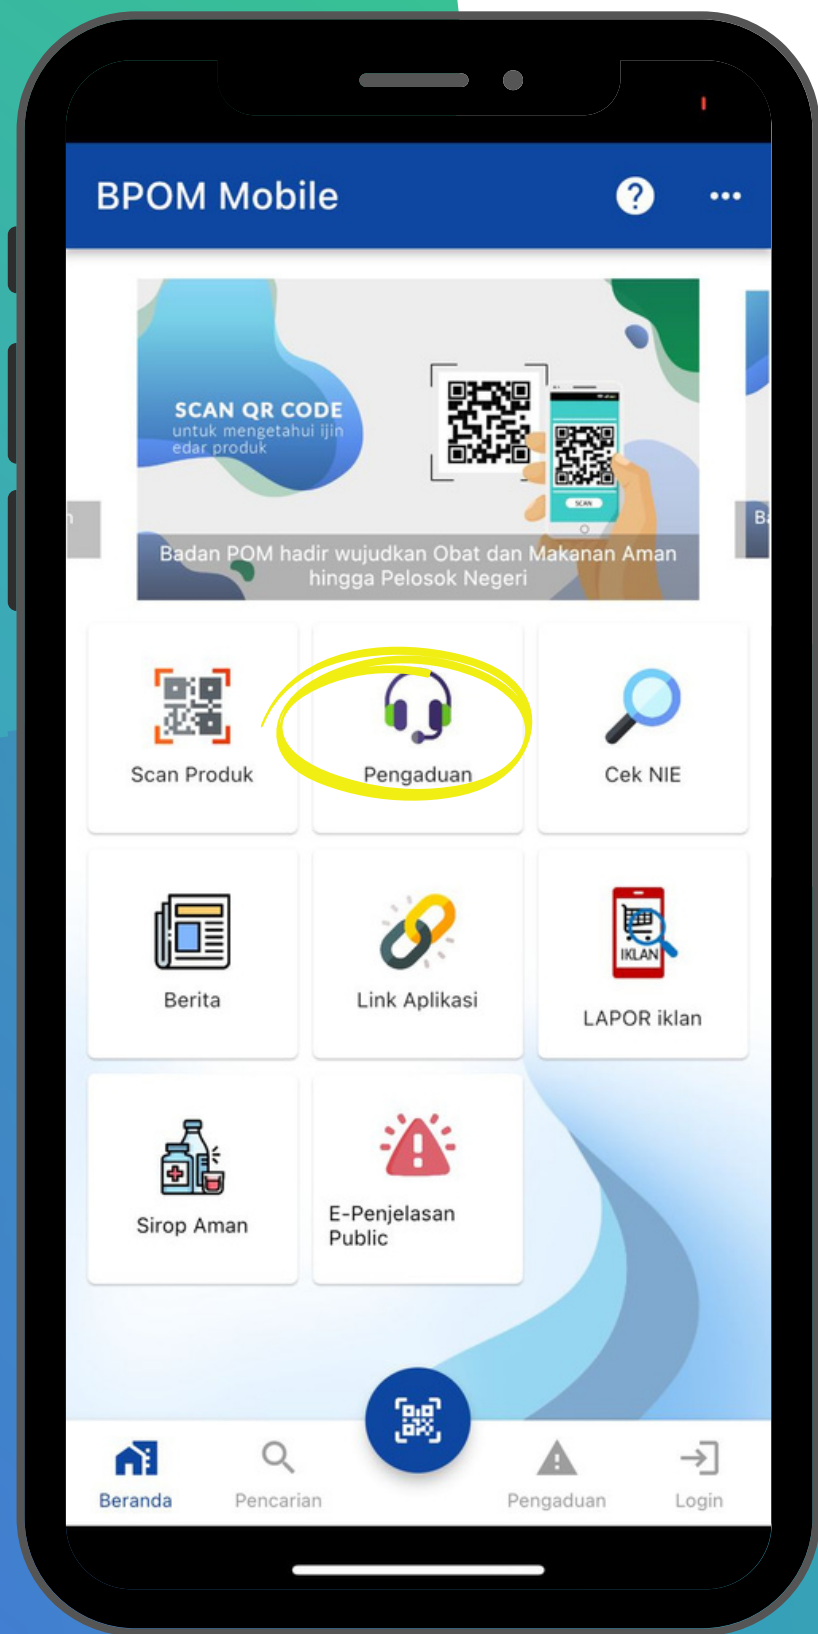 BPOM Mobile
SCAN QR CODE
untuk mengetahui ijin
edar produk
SCAN
Badan POM hadir wujudkan Obat dan Makanan Aman
hingga Pelosok Negeri
Scan Produk
Pengaduan
Cek NIE
Berita
Link Aplikasi
IKLAN
LAPOR iklan
Sirop Aman
E-Penjelasan
Public
Beranda
Pencarian
Pengaduan
Login